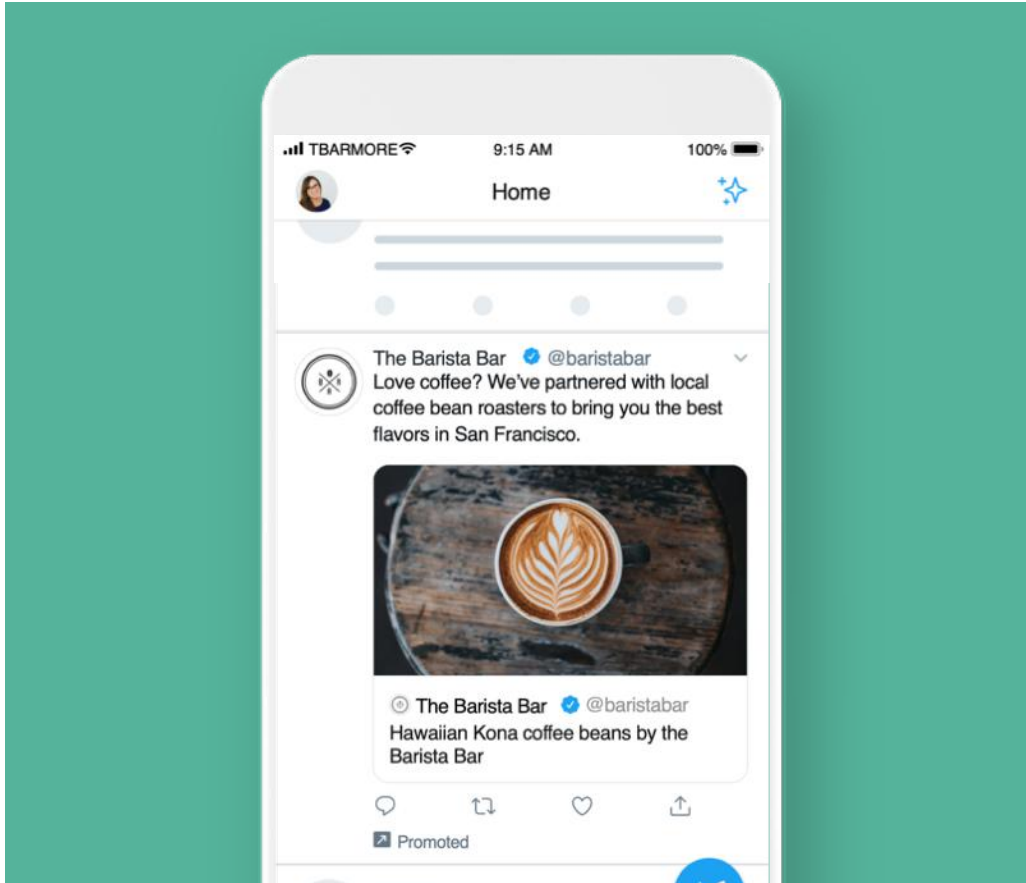 TBARMORE 9:15 AM 100%
Home
The Barista Bar @baristabar
Love coffee? We've partnered with local
coffee bean roasters to bring you the best
flavors in San Francisco.
The Barista Bar @baristabar
Hawaiian Kona coffee beans by the
Barista Bar
Promoted